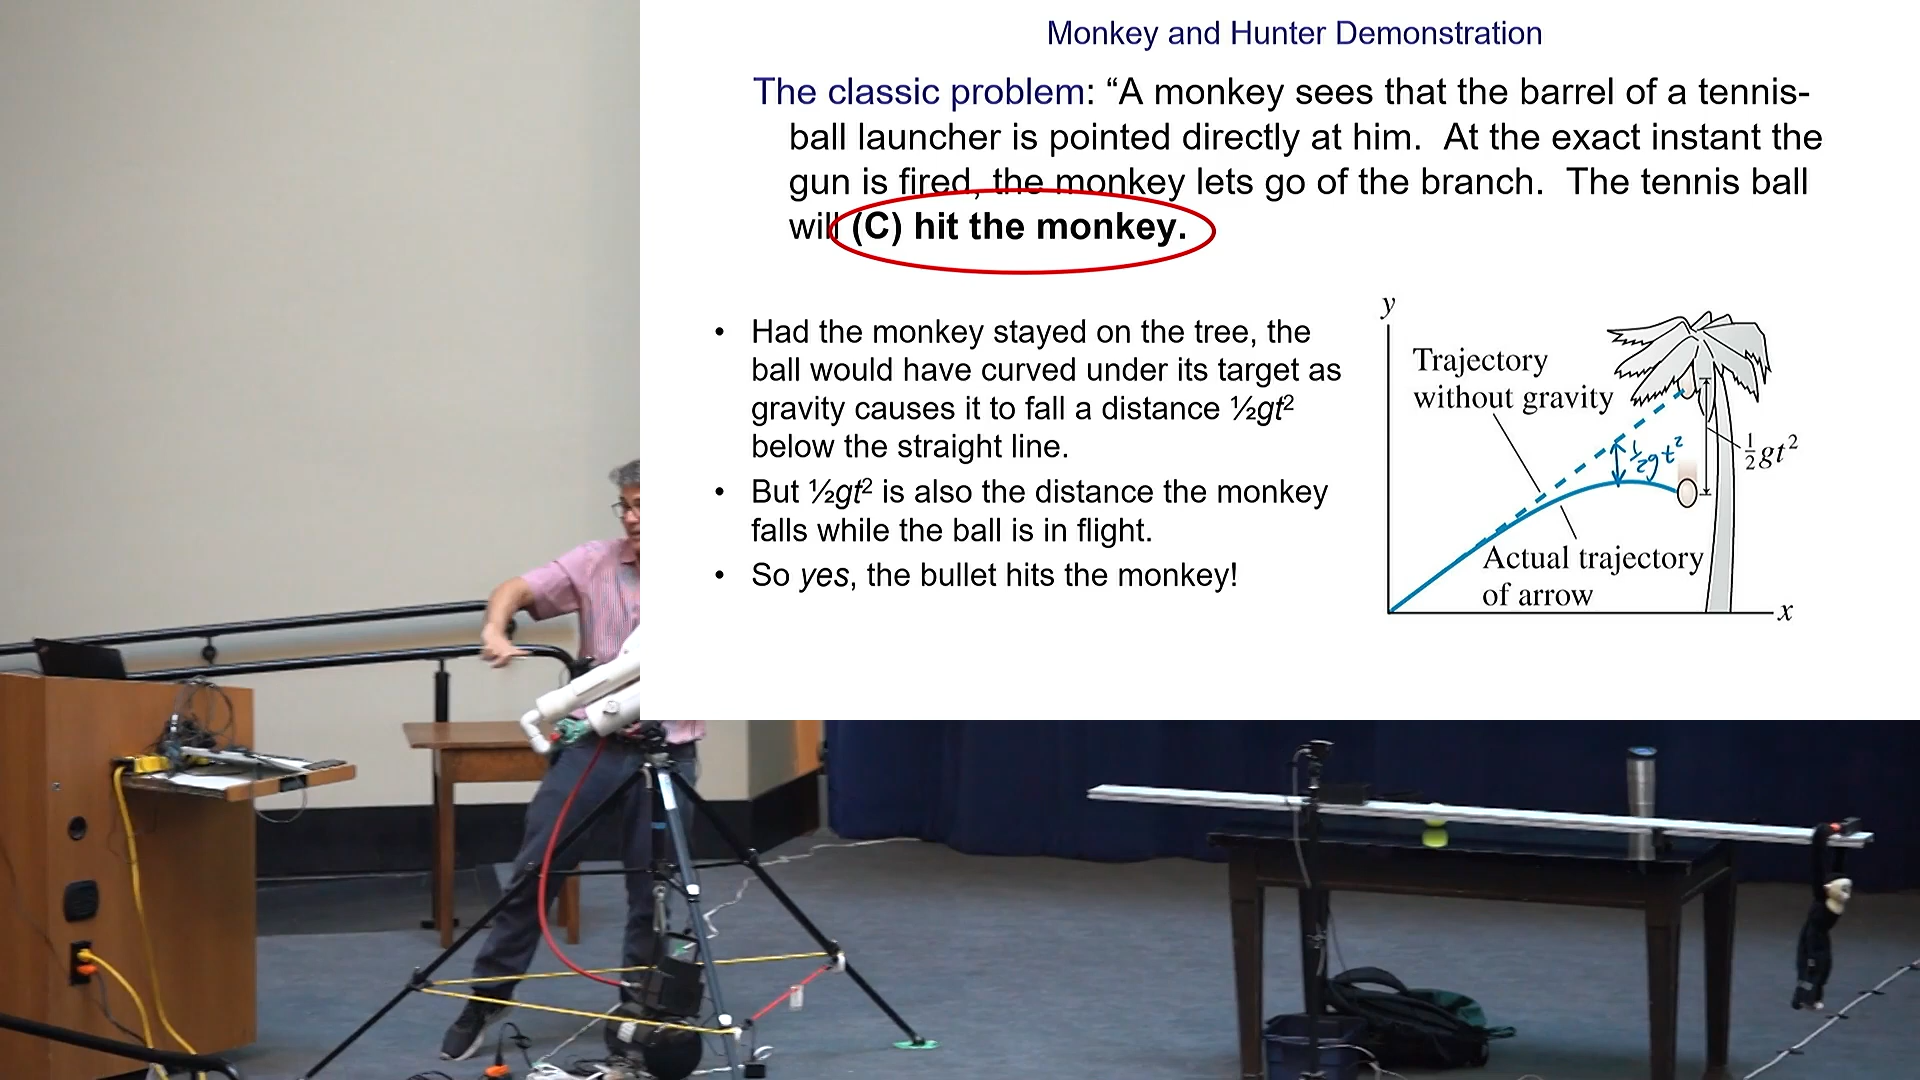 Monkey and Hunter Demonstration
The classic problem: “A monkey sees that the barrel of a tennis-
ball launcher is pointed directly at him. At the exact instant the
gun is fired, the monkey lets go of the branch. The tennis ball
will (C) hit the monkey.
• Had the monkey stayed on the tree, the
ball would have curved under its target as
gravity causes it to fall a distance ½gt²
below the straight line.
• But ½gt² is also the distance the monkey
falls while the ball is in flight.
• So yes, the bullet hits the monkey!
y
Trajectory
without gravity
½gt²
½gt²
Actual trajectory
of arrow
x